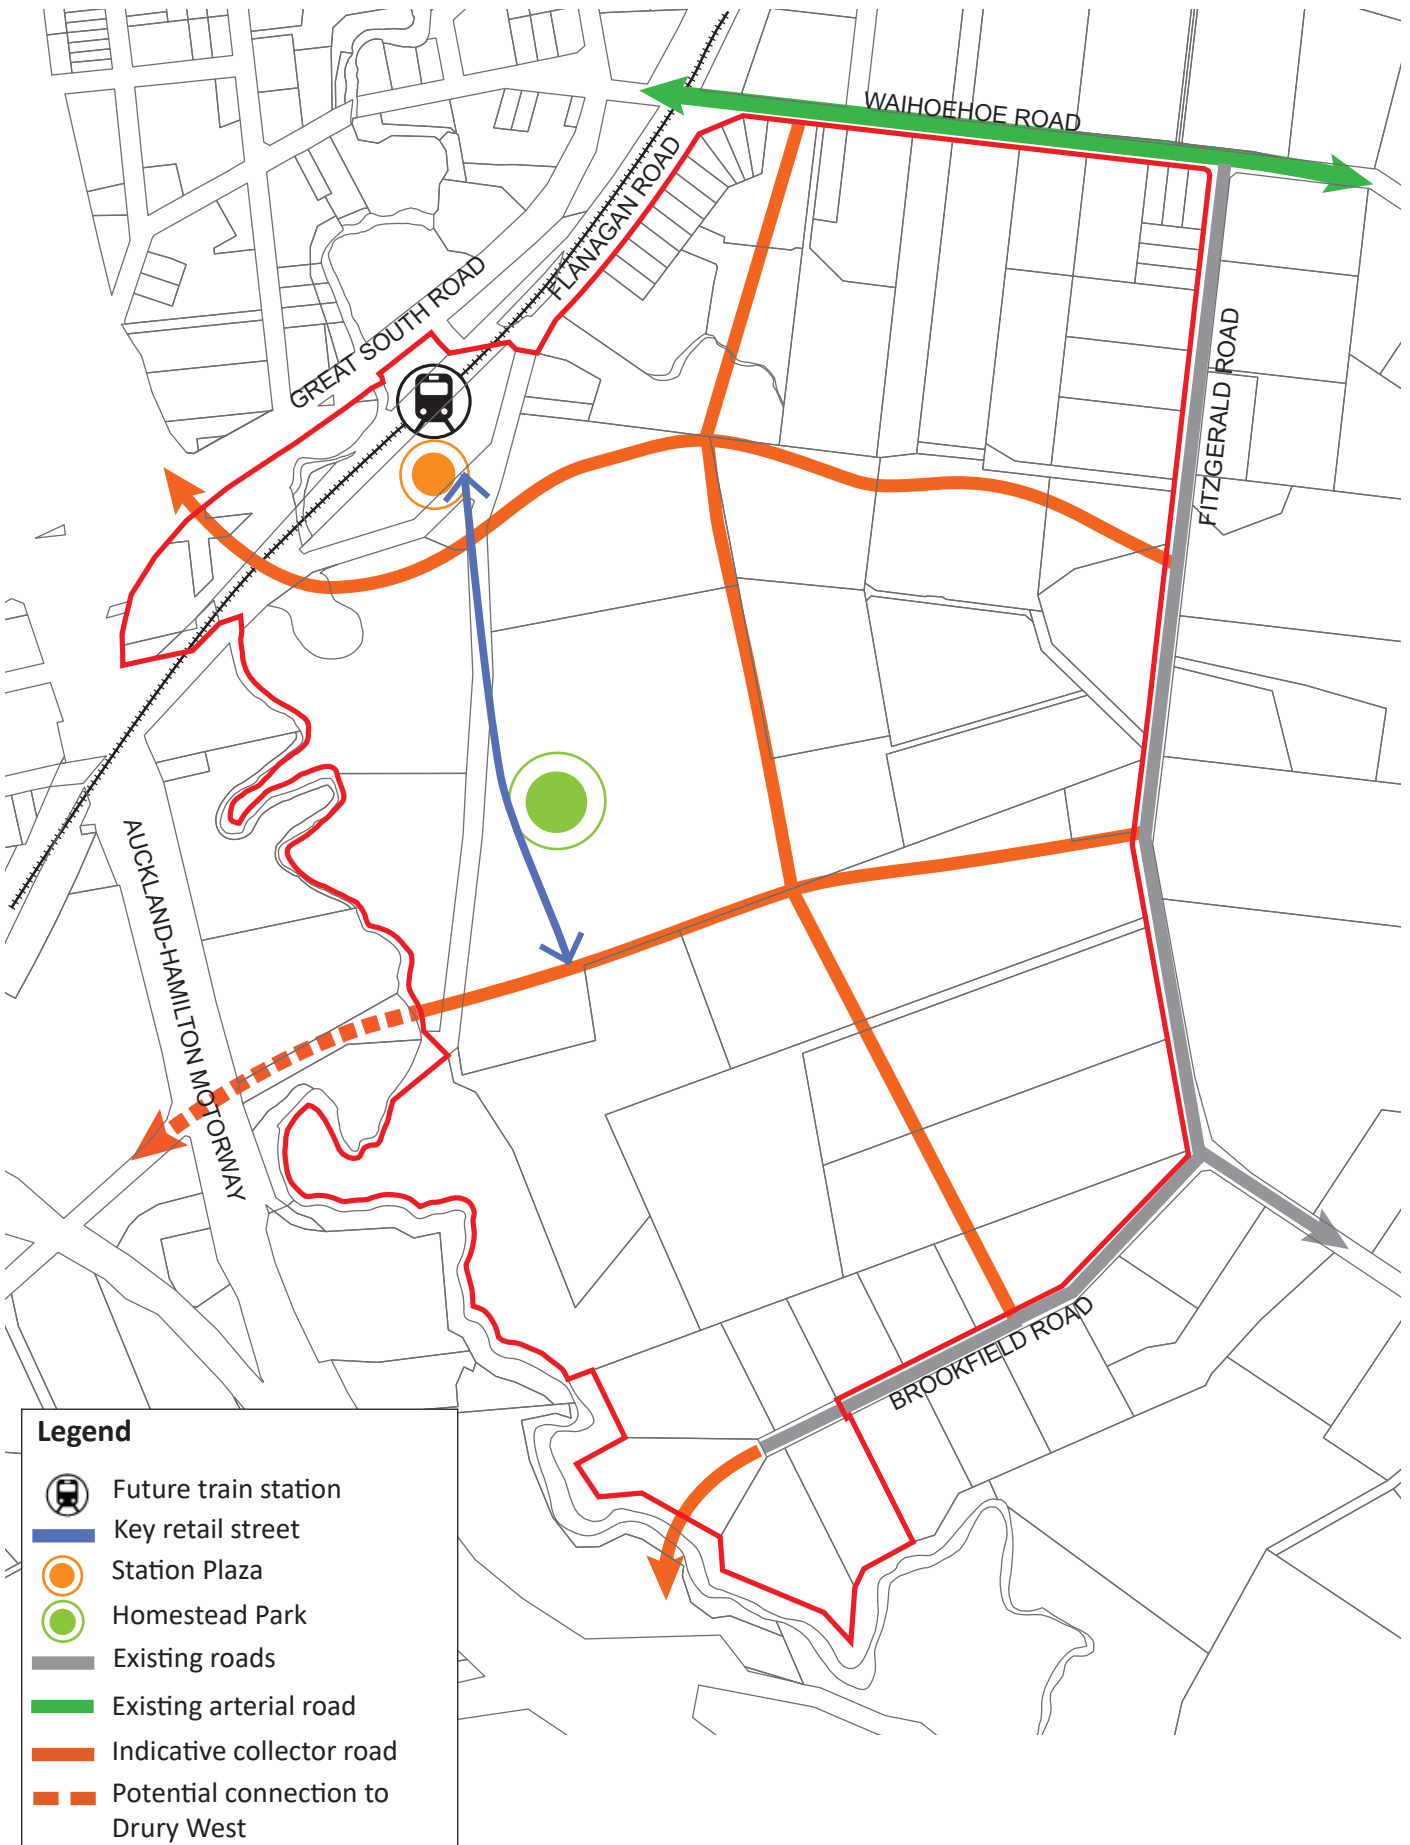 WAIHOEHOE ROAD
FLANAGAN ROAD
GREAT SOUTH ROAD
FITZGERALD ROAD
AUCKLAND-HAMILTON MOTORWAY
BROOKFIELD ROAD
Legend
Future train station
Key retail street
Station Plaza
Homestead Park
Existing roads
Existing arterial road
Indicative collector road
Potential connection to
Drury West